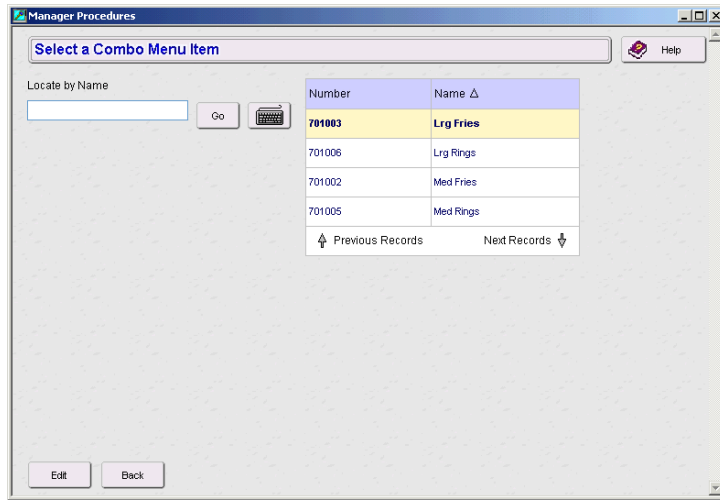 Manager Procedures
Select a Combo Menu Item
Help
Locate by Name
Go
Number Name
701003 Lrg Fries
701006 Lrg Rings
701002 Med Fries
701005 Med Rings
Previous Records Next Records
Edit Back